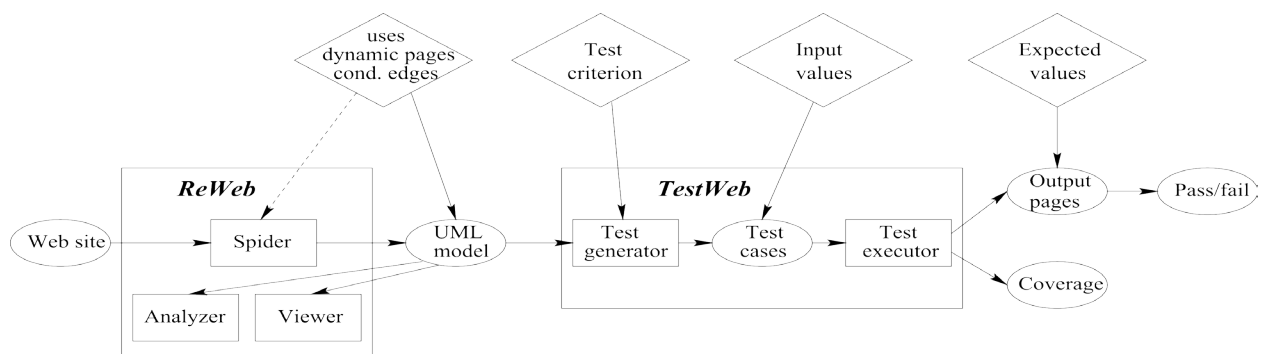 uses
dynamic pages
cond. edges
Test
criterion
Input
values
Expected
values
ReWeb
TestWeb
Web site
Spider
UML
model
Test
generator
Test
cases
Test
executor
Output
pages
Pass/fail
Analyzer
Viewer
Coverage